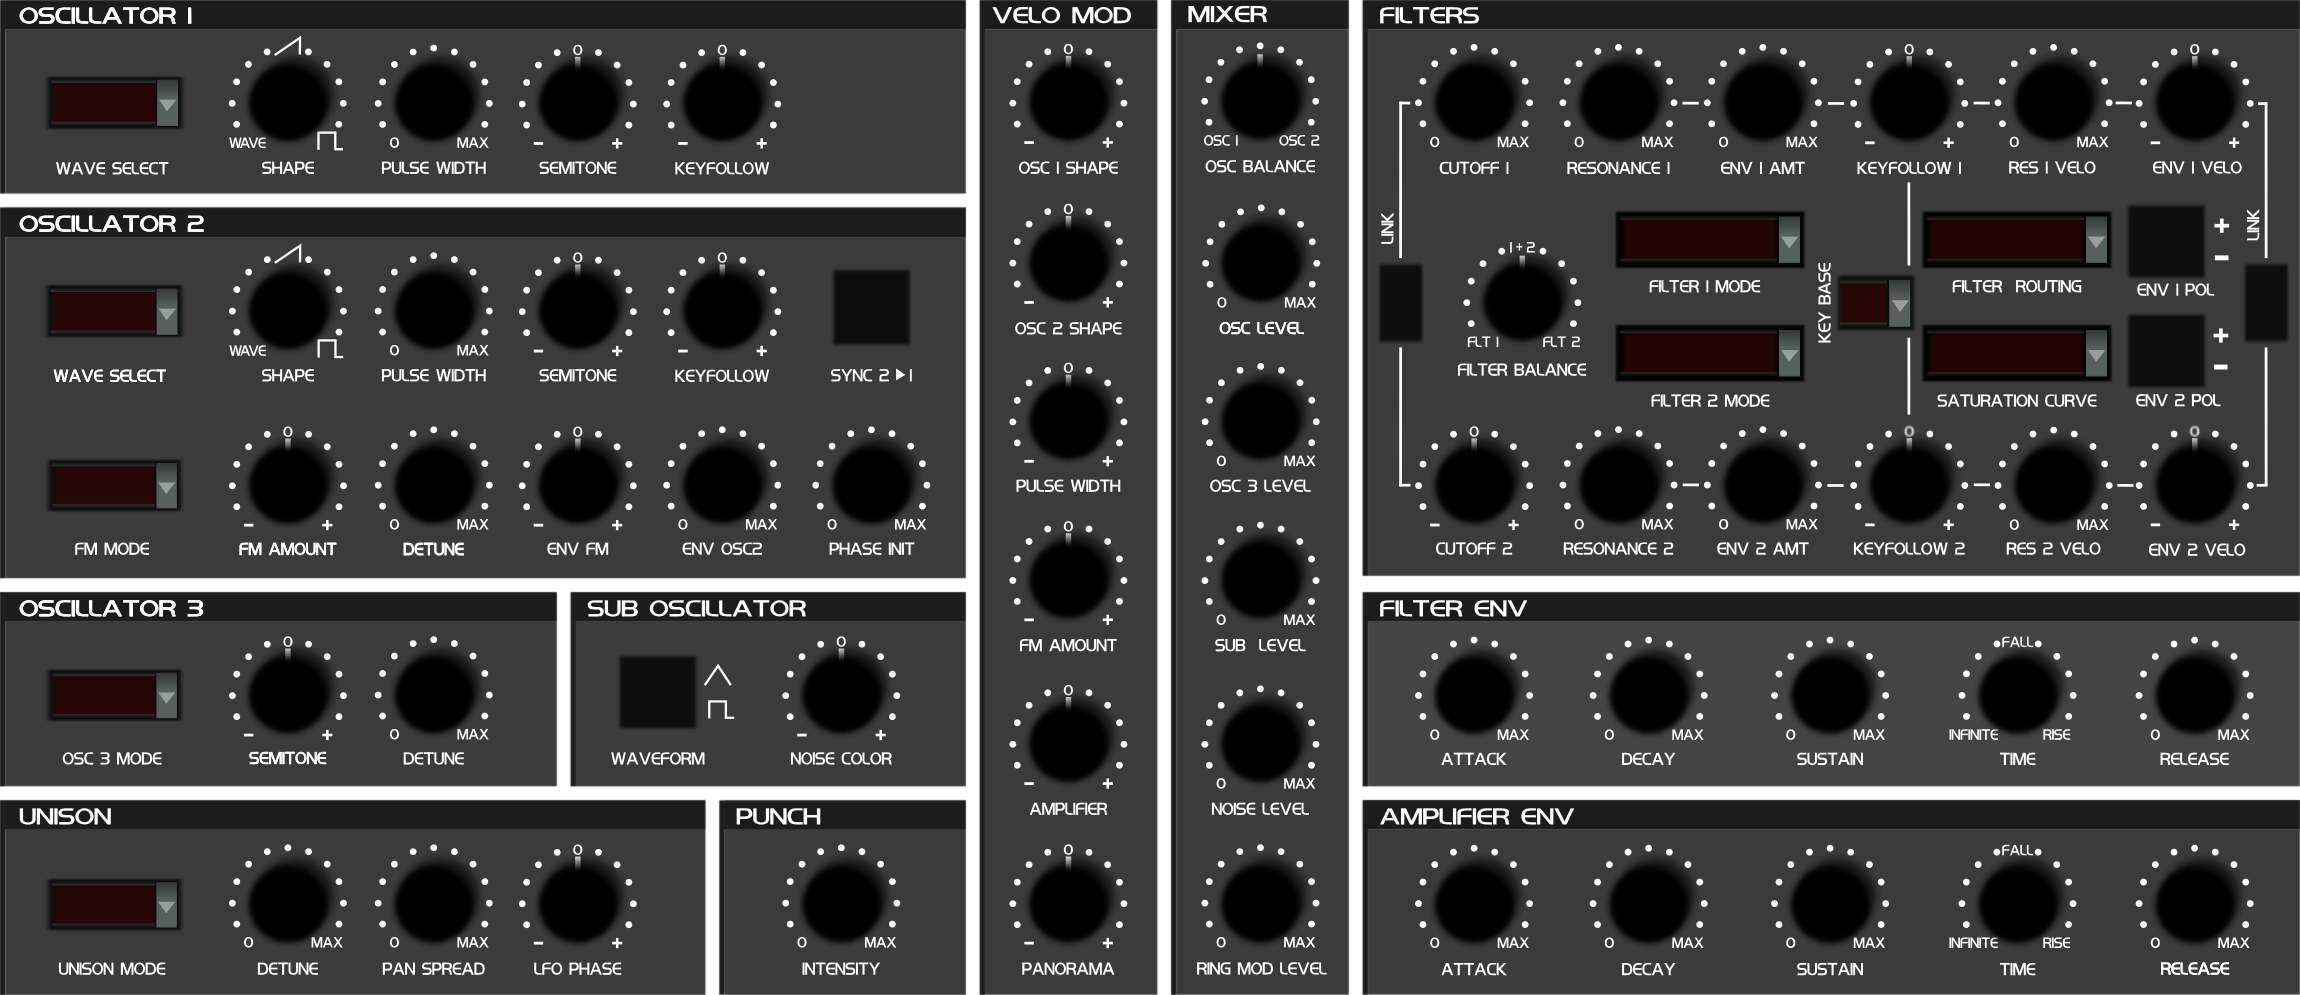 OSCILLATOR 1
WAVE
WAVE SELECT SHAPE
0 MAX
PULSE WIDTH
0
- +
SEMITONE
0
- +
KEYFOLLOW
OSCILLATOR 2
WAVE
WAVE SELECT SHAPE
0 MAX
PULSE WIDTH
0
- +
SEMITONE
0
- +
KEYFOLLOW
SYNC 2 ▶ 1
FM MODE
0
- +
FM AMOUNT
0 MAX
DETUNE
0
- +
ENV FM
0 MAX
ENV OSC2
0 MAX
PHASE INIT
OSCILLATOR 3
OSC 3 MODE
0
- +
SEMITONE
0 MAX
DETUNE
SUB OSCILLATOR
WAVEFORM
0
- +
NOISE COLOR
UNISON
UNISON MODE
0 MAX
DETUNE
0 MAX
PAN SPREAD
0
- +
LFO PHASE
PUNCH
0 MAX
INTENSITY
VELO MOD
0
- +
OSC 1 SHAPE
0
- +
OSC 2 SHAPE
0
- +
PULSE WIDTH
0
- +
FM AMOUNT
0
- +
AMPLIFIER
0
- +
PANORAMA
MIXER
OSC 1 OSC 2
OSC BALANCE
0 MAX
OSC LEVEL
0 MAX
OSC 3 LEVEL
0 MAX
SUB LEVEL
0 MAX
NOISE LEVEL
0 MAX
RING MOD LEVEL
FILTERS
0 MAX
CUTOFF 1
0 MAX
RESONANCE 1
0 MAX
ENV 1 AMT
0
- +
KEYFOLLOW 1
0 MAX
RES 1 VELO
0
- +
ENV 1 VELO
LINK
1+2
FLT 1 FLT 2
FILTER BALANCE
FILTER 1 MODE
FILTER 2 MODE
KEY BASE
FILTER ROUTING
SATURATION CURVE
+
-
ENV 1 POL
+
-
ENV 2 POL
LINK
0
- +
CUTOFF 2
0 MAX
RESONANCE 2
0 MAX
ENV 2 AMT
0
- +
KEYFOLLOW 2
0 MAX
RES 2 VELO
0
- +
ENV 2 VELO
FILTER ENV
0 MAX
ATTACK
0 MAX
DECAY
0 MAX
SUSTAIN
FALL
INFINITE RISE
TIME
0 MAX
RELEASE
AMPLIFIER ENV
0 MAX
ATTACK
0 MAX
DECAY
0 MAX
SUSTAIN
FALL
INFINITE RISE
TIME
0 MAX
RELEASE